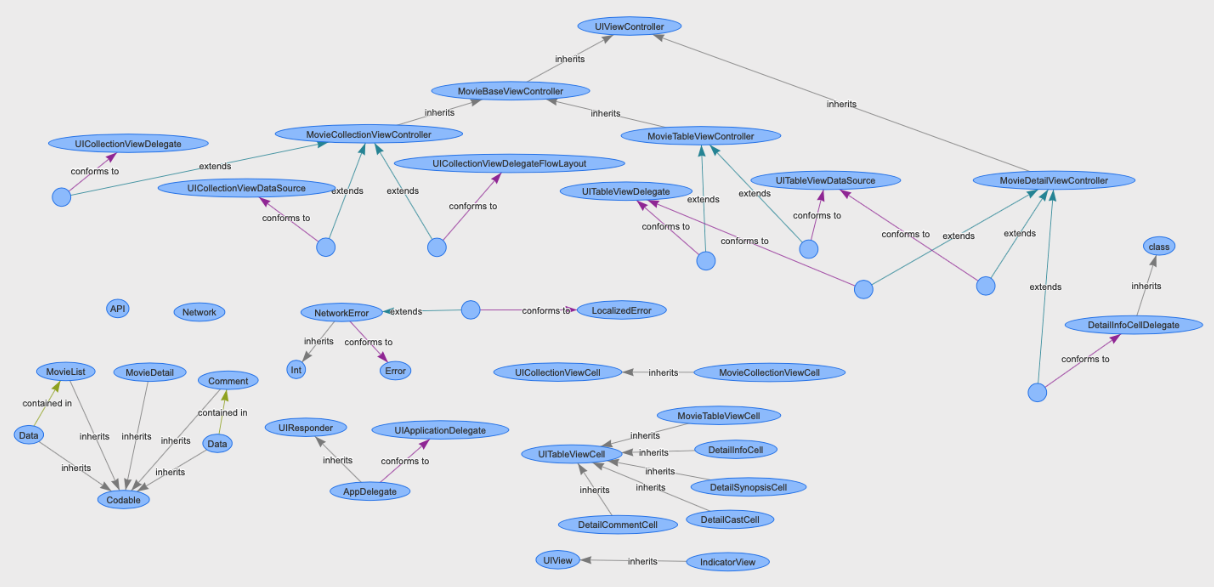 UIViewController
inherits
MovieBaseViewController
inherits
inherits
inherits
MovieCollectionViewController
MovieTableViewController
UICollectionViewDelegate
UICollectionViewDelegateFlowLayout
conforms to
extends
UICollectionViewDataSource
extends
extends
UITableViewDelegate
extends
extends
UITableViewDataSource
MovieDetailViewController
conforms to
conforms to
conforms to
conforms to
conforms to
conforms to
extends
extends
class
extends
inherits
API
Network
NetworkError
extends
conforms to
LocalizedError
DetailInfoCellDelegate
inherits
conforms to
conforms to
Int
Error
MovieList
MovieDetail
Comment
UICollectionViewCell
inherits
MovieCollectionViewCell
contained in
contained in
Data
inherits
inherits
inherits
Data
inherits
inherits
Codable
UIResponder
UIApplicationDelegate
inherits
conforms to
AppDelegate
MovieTableViewCell
inherits
UITableViewCell
inherits
DetailInfoCell
inherits
DetailSynopsisCell
inherits
inherits
DetailCommentCell
DetailCastCell
UIView
inherits
IndicatorView